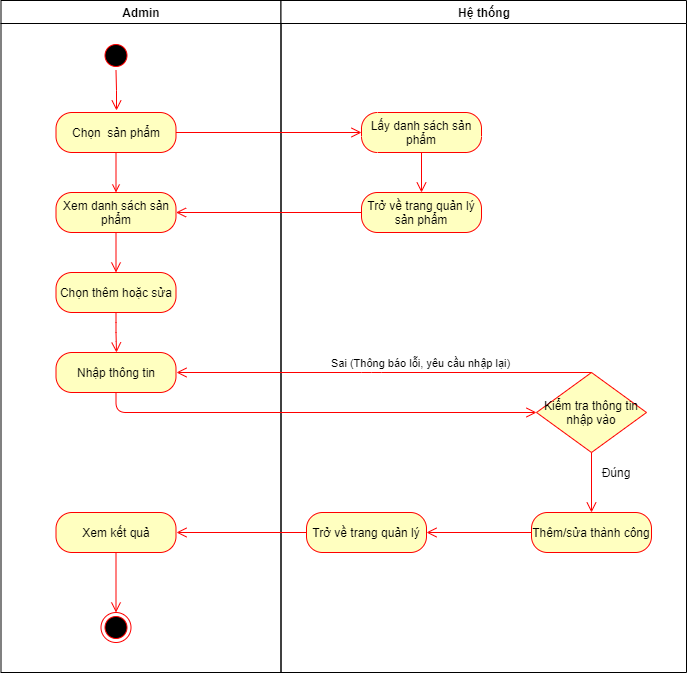 Admin
Hệ thống
Chọn sản phẩm
Lấy danh sách sản
phẩm
Xem danh sách sản
phẩm
Trở về trang quản lý
sản phẩm
Chọn thêm hoặc sửa
Sai (Thông báo lỗi, yêu cầu nhập lại)
Nhập thông tin
Kiểm tra thông tin
nhập vào
Đúng
Xem kết quả
Trở về trang quản lý
Thêm/sửa thành công